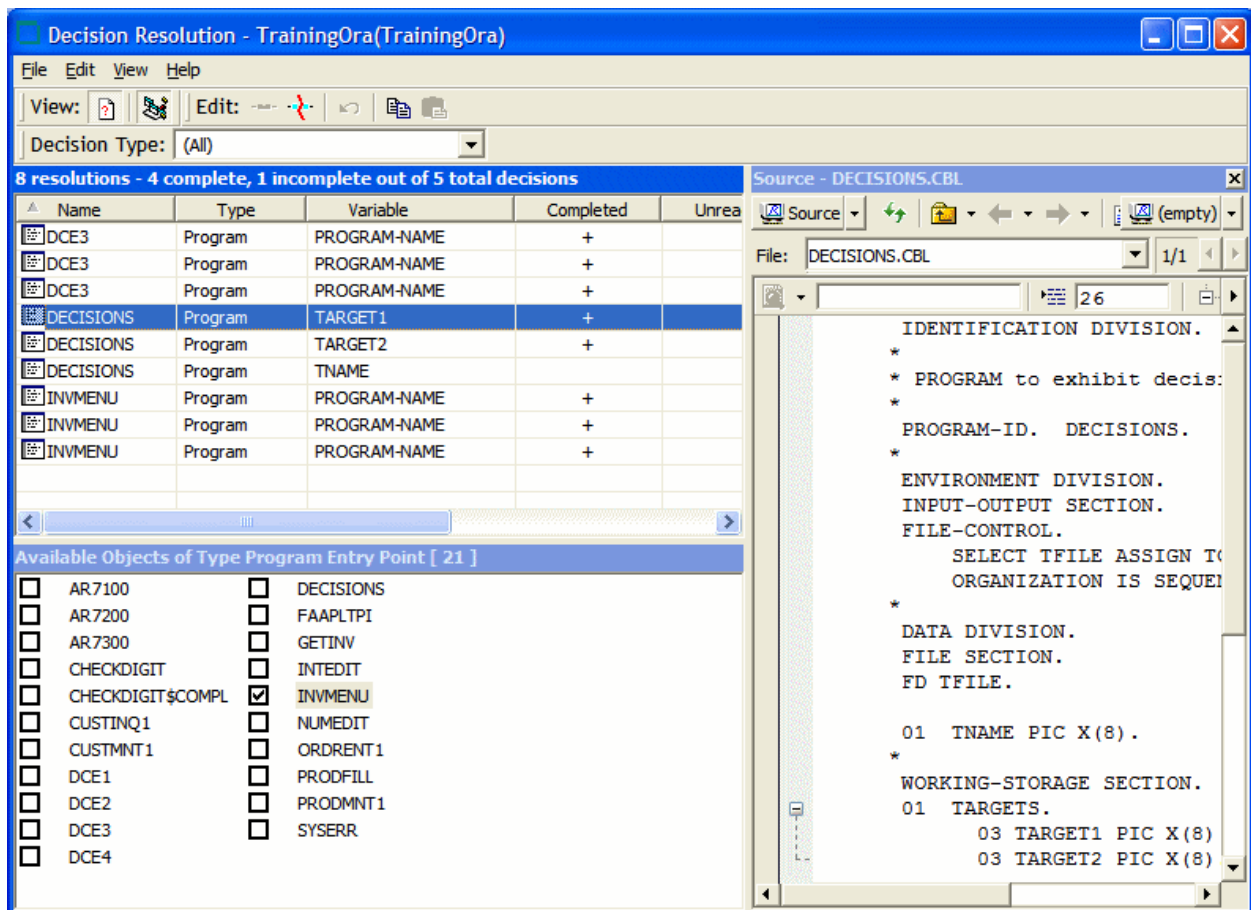 Decision Resolution - TrainingOra(TrainingOra)
File Edit View Help
View: Edit:
Decision Type: (All)
8 resolutions - 4 complete, 1 incomplete out of 5 total decisions
Name Type Variable Completed Unrea
DCE3 Program PROGRAM-NAME +
DCE3 Program PROGRAM-NAME +
DCE3 Program PROGRAM-NAME +
DECISIONS Program TARGET1 +
DECISIONS Program TARGET2 +
DECISIONS Program TNAME
INVMENU Program PROGRAM-NAME +
INVMENU Program PROGRAM-NAME +
INVMENU Program PROGRAM-NAME +
Available Objects of Type Program Entry Point [ 21 ]
AR7100 DECISIONS
AR7200 FAAPLTPI
AR7300 GETINV
CHECKDIGIT INTEDIT
CHECKDIGIT$COMPL INVMENU
CUSTINQ1 NUMEDIT
CUSTMNT1 ORDRENT1
DCE1 PRODFILL
DCE2 PRODMNT1
DCE3 SYSERR
DCE4
Source - DECISIONS.CBL
Source (empty)
File: DECISIONS.CBL 1/1
26
IDENTIFICATION DIVISION.
*
* PROGRAM to exhibit decis
*
PROGRAM-ID. DECISIONS.
*
ENVIRONMENT DIVISION.
INPUT-OUTPUT SECTION.
FILE-CONTROL.
SELECT TFILE ASSIGN TO
ORGANIZATION IS SEQUE
*
DATA DIVISION.
FILE SECTION.
FD TFILE.
01 TNAME PIC X(8).
*
WORKING-STORAGE SECTION.
01 TARGETS.
03 TARGET1 PIC X(8)
03 TARGET2 PIC X(8)